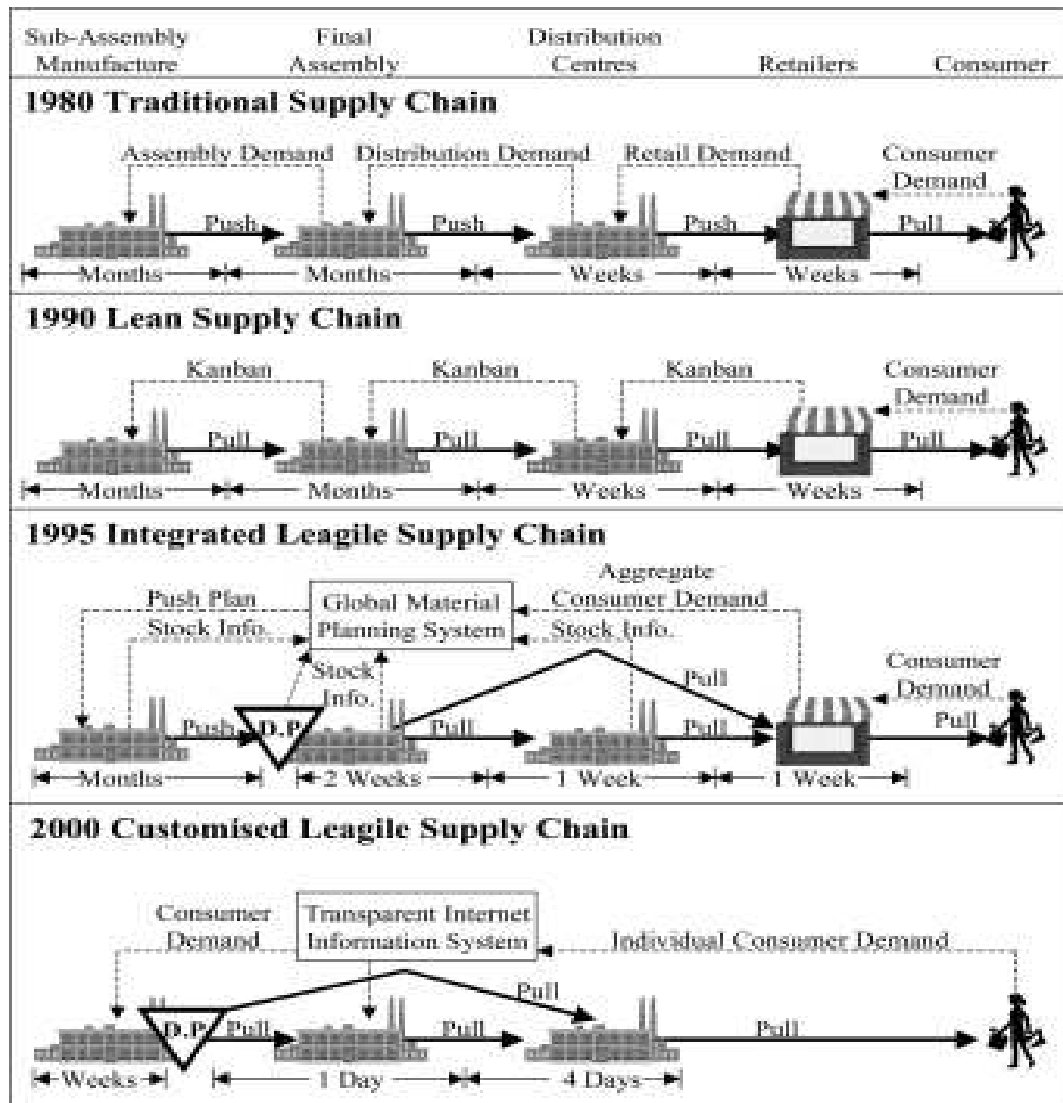 Sub-Assembly Manufacture
Final Assembly
Distribution Centres
Retailers
Consumer
1980 Traditional Supply Chain
Assembly Demand
Distribution Demand
Retail Demand
Consumer
Demand
Push
Push
Push
Pull
Months
Months
Weeks
Weeks
1990 Lean Supply Chain
Kanban
Kanban
Kanban
Consumer
Demand
Pull
Pull
Pull
Pull
Months
Months
Weeks
Weeks
1995 Integrated Leagile Supply Chain
Push Plan
Stock Info.
Global Material
Planning System
Aggregate
Consumer Demand
Stock Info.
Stock
Info.
Pull
Consumer
Demand
Push
D.P
Pull
Pull
Pull
Months
2 Weeks
1 Week
1 Week
2000 Customised Leagile Supply Chain
Consumer
Demand
Transparent Internet
Information System
Individual Consumer Demand
Pull
D.P
Pull
Pull
Pull
Weeks
1 Day
4 Days